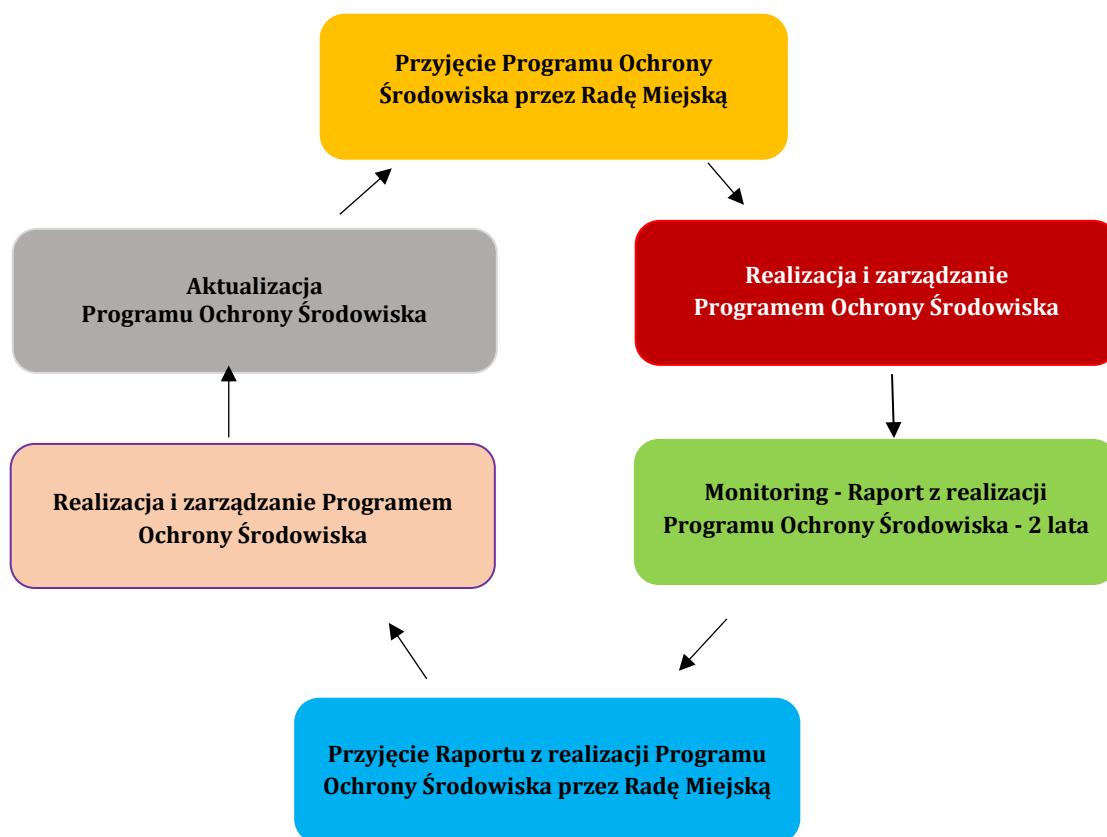 Przyjęcie Programu Ochrony
Środowiska przez Radę Miejską
Aktualizacja
Programu Ochrony Środowiska
Realizacja i zarządzanie
Programem Ochrony Środowiska
Realizacja i zarządzanie Programem
Ochrony Środowiska
Monitoring - Raport z realizacji
Programu Ochrony Środowiska - 2 lata
Przyjęcie Raportu z realizacji Programu
Ochrony Środowiska przez Radę Miejską